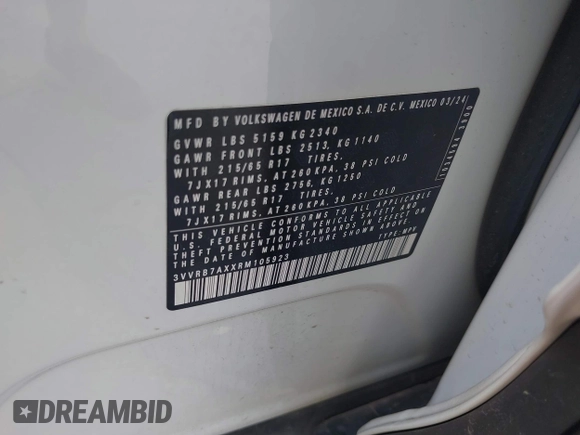 MFD BY VOLKSWAGEN DE MEXICO S.A. DE C.V. MEXICO 03/24
GVWR LBS 5159 KG 2340
GAWR FRONT LBS 2513, KG 1140
WITH 215/65 R17 TIRES.
7JX17 RIMS, AT 260 KPA, 38 PSI COLD
GAWR REAR LBS 2756, KG 1250
WITH 215/65 R17 TIRES.
7JX17 RIMS, AT 260 KPA, 38 PSI COLD
THIS VEHICLE CONFORMS TO ALL APPLICABLE
U.S. FEDERAL MOTOR VEHICLE SAFETY AND
THEFT PREVENTION STANDARDS IN EFFECT ON
THE DATE OF MANUFACTURE SHOWN ABOVE.
3VVRB7AXXRM105923 TYPE:MPV
DREAMBID